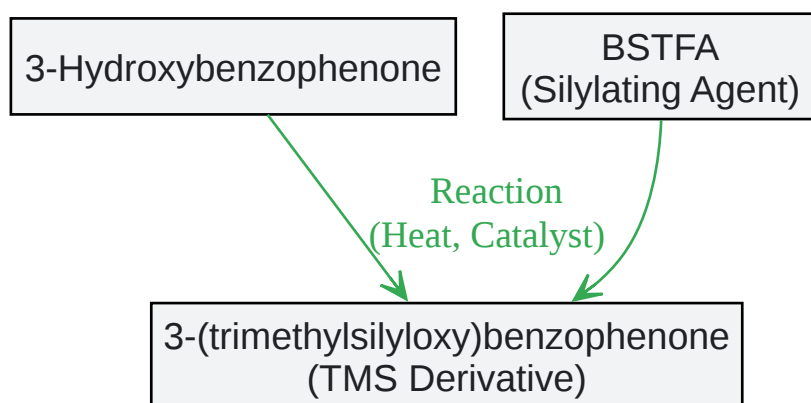 3-Hydroxybenzophenone
BSTFA
(Silylating Agent)
Reaction
(Heat, Catalyst)
3-(trimethylsilyloxy)benzophenone
(TMS Derivative)